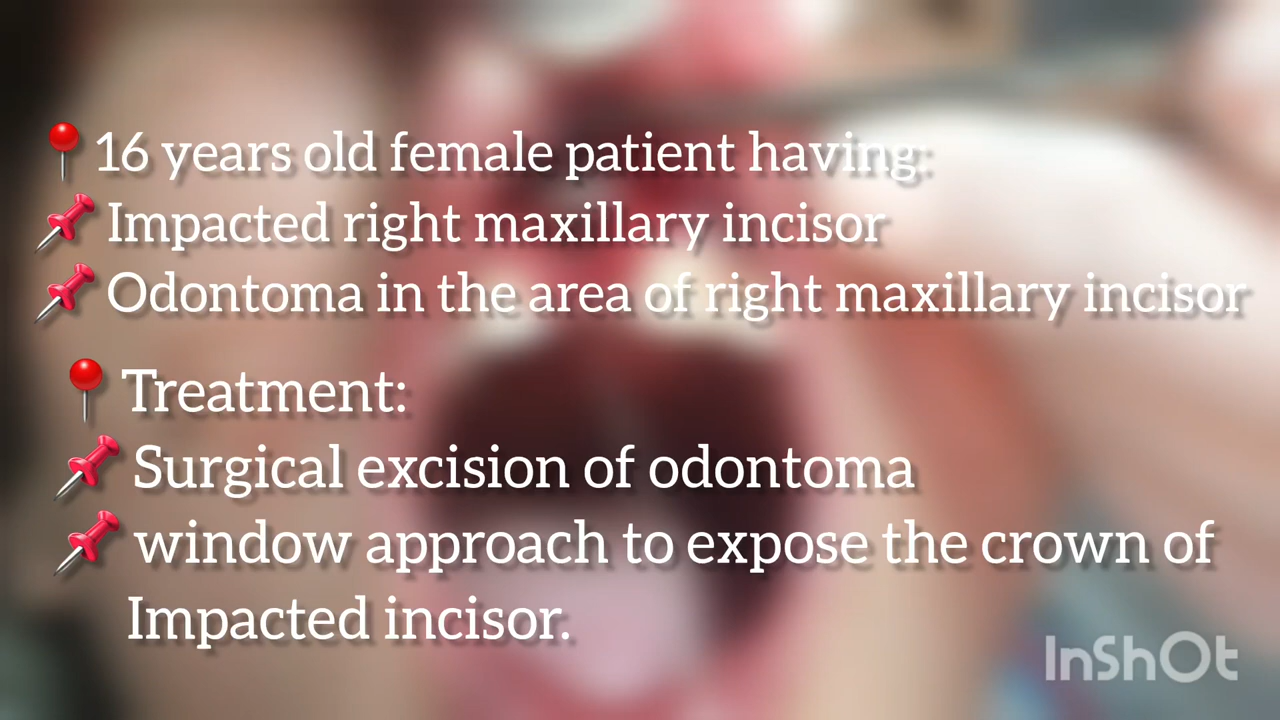 📍16 years old female patient having:
📌 Impacted right maxillary incisor
📌 Odontoma in the area of right maxillary incisor
📍 Treatment:
📌 Surgical excision of odontoma
📌 window approach to expose the crown of
Impacted incisor.
InShOt